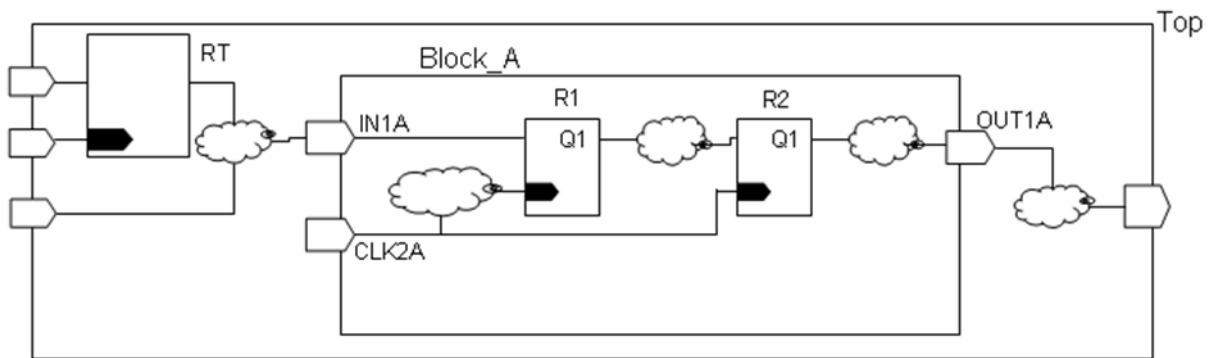 Top
RT
Block_A
R1
R2
IN1A
Q1
Q1
OUT1A
CLK2A